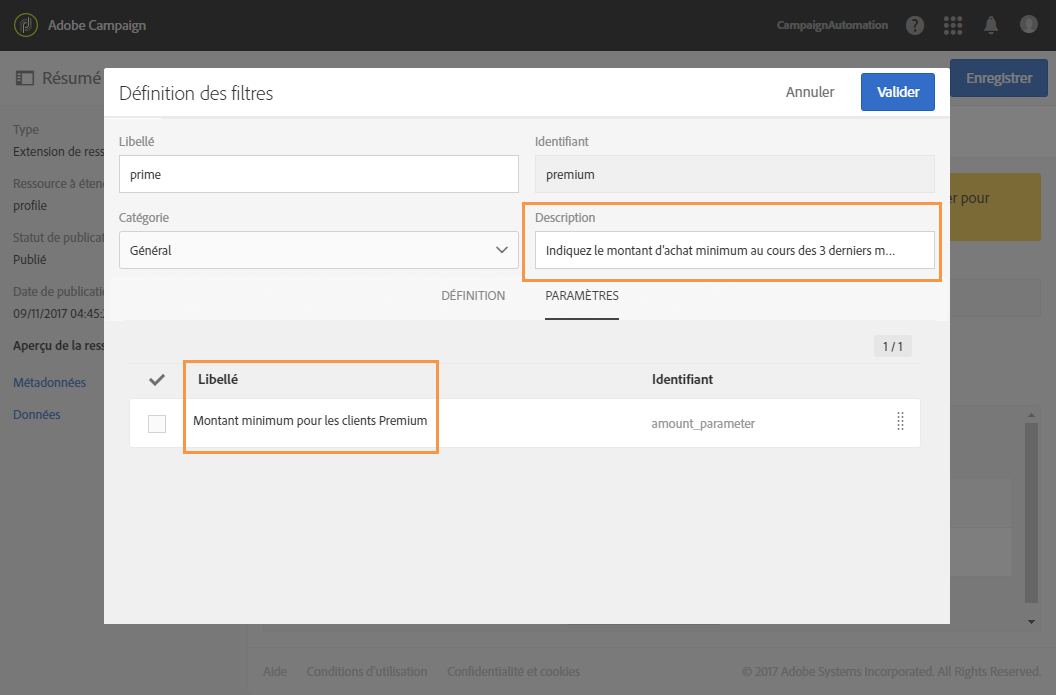 Adobe Campaign
CampaignAutomation
Résumé
Enregistrer
Définition des filtres
Annuler
Valider
Type
Extension de ress
Ressource à éten
profile
Statut de publicat
Publié
Date de publicati
09/11/2017 04:45:
Aperçu de la ress
Métadonnées
Données
er pour
Libellé
Identifiant
prime
premium
Catégorie
Description
Général
Indiquez le montant d'achat minimum au cours des 3 derniers m...
DÉFINITION
PARAMÈTRES
1 / 1
Libellé
Identifiant
Montant minimum pour les clients Premium
amount_parameter
Aide
Conditions d'utilisation
Confidentialité et cookies
© 2017 Adobe Systems Incorporated. All Rights Reserved.